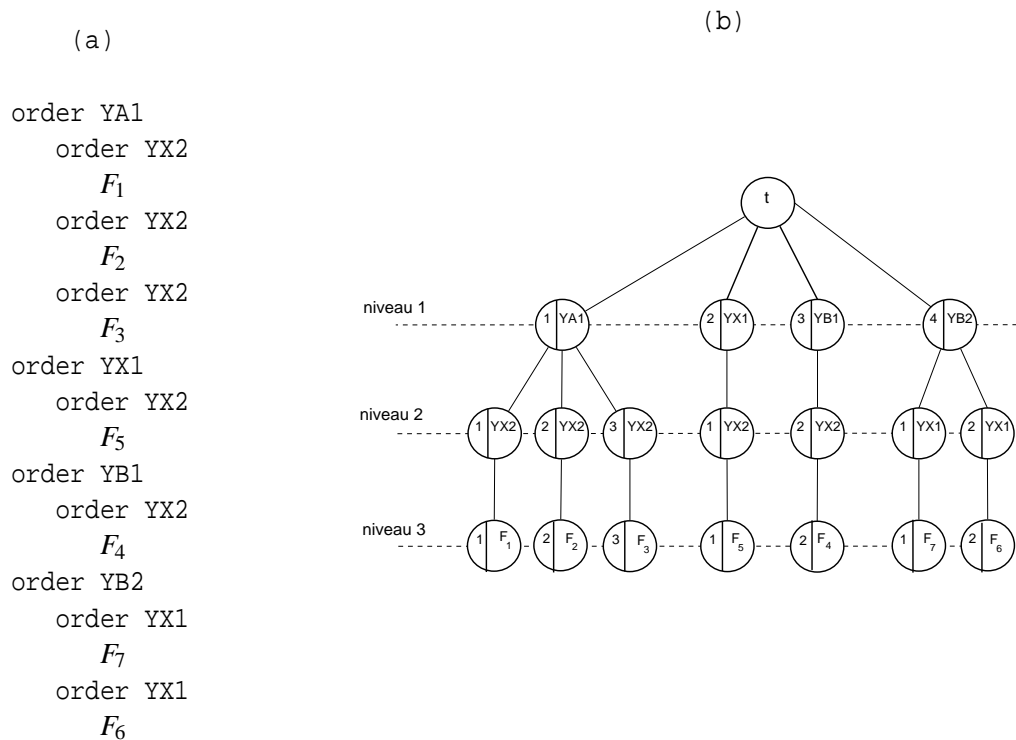 (a)
order YA1
order YX2
F1
order YX2
F2
order YX2
F3
order YX1
order YX2
F5
order YB1
order YX2
F4
order YB2
order YX1
F7
order YX1
F6
(b)
t
niveau 1
1 YA1 2 YX1 3 YB1 4 YB2
niveau 2
1 YX2 2 YX2 3 YX2 1 YX2 2 YX2 1 YX1 2 YX1
niveau 3
1 F1 2 F2 3 F3 1 F5 2 F4 1 F7 2 F6